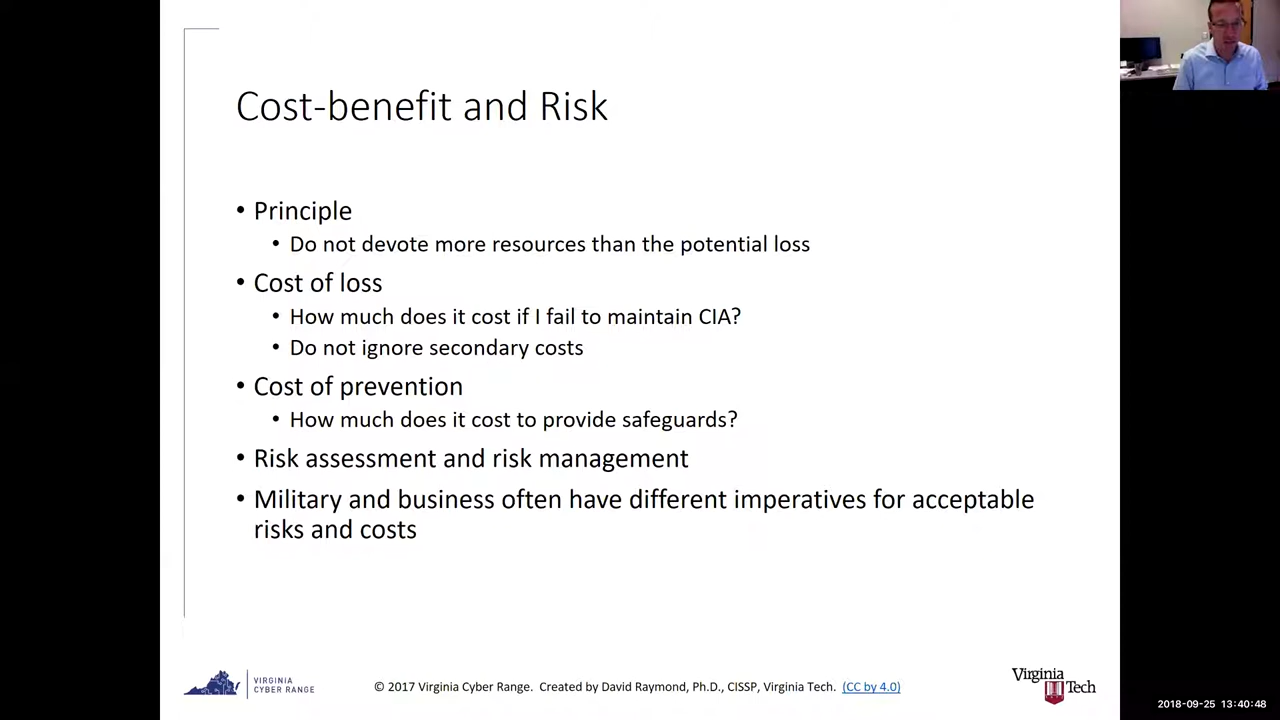 Cost-benefit and Risk
• Principle
• Do not devote more resources than the potential loss
• Cost of loss
• How much does it cost if I fail to maintain CIA?
• Do not ignore secondary costs
• Cost of prevention
• How much does it cost to provide safeguards?
• Risk assessment and risk management
• Military and business often have different imperatives for acceptable
risks and costs
VIRGINIA
CYBER RANGE
© 2017 Virginia Cyber Range. Created by David Raymond, Ph.D., CISSP, Virginia Tech. (CC by 4.0)
Virginia
Tech
2018-09-25 13:40:48